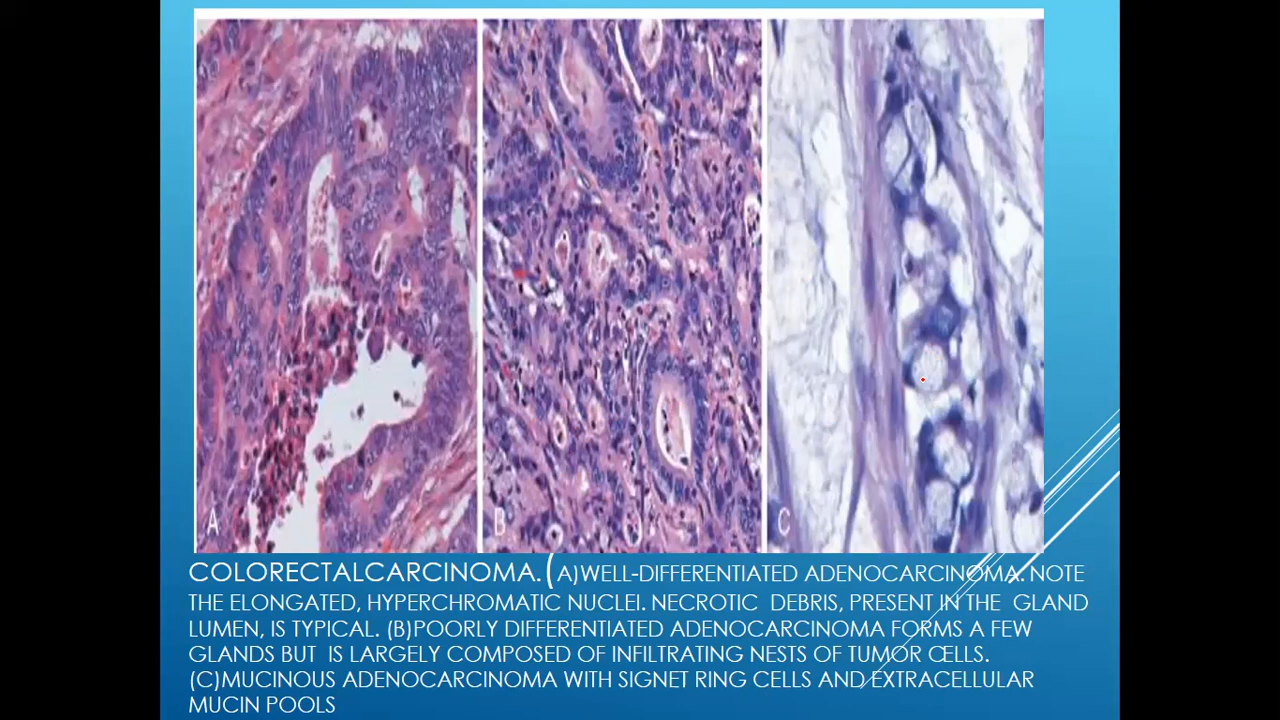 A
B
C
COLORECTALCARCINOMA. (A)WELL-DIFFERENTIATED ADENOCARCINOMA. NOTE
THE ELONGATED, HYPERCHROMATIC NUCLEI. NECROTIC DEBRIS, PRESENT IN THE GLAND
LUMEN, IS TYPICAL. (B)POORLY DIFFERENTIATED ADENOCARCINOMA FORMS A FEW
GLANDS BUT IS LARGELY COMPOSED OF INFILTRATING NESTS OF TUMOR CELLS.
(C)MUCINOUS ADENOCARCINOMA WITH SIGNET RING CELLS AND EXTRACELLULAR
MUCIN POOLS